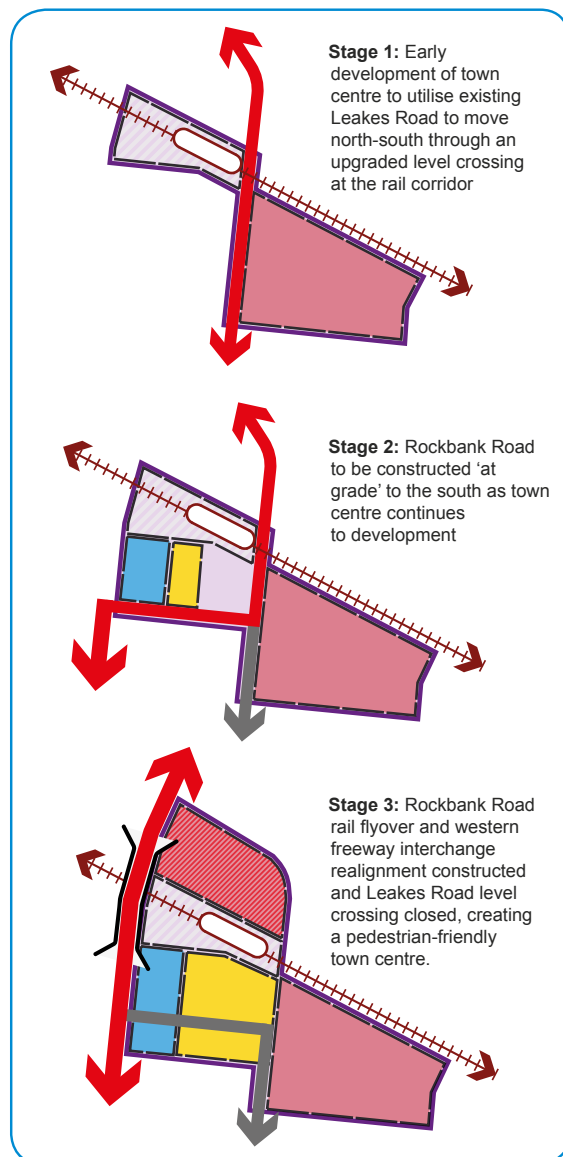 Stage 1: Early
development of town
centre to utilise existing
Leakes Road to move
north-south through an
upgraded level crossing
at the rail corridor
Stage 2: Rockbank Road
to be constructed ‘at
grade’ to the south as town
centre continues
to development
Stage 3: Rockbank Road
rail flyover and western
freeway interchange
realignment constructed
and Leakes Road level
crossing closed, creating
a pedestrian-friendly
town centre.